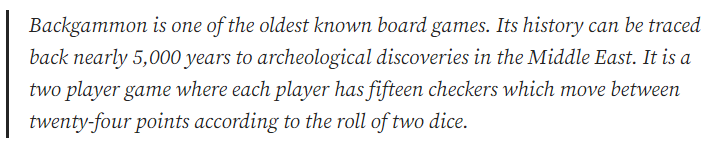 Backgammon is one of the oldest known board games. Its history can be traced
back nearly 5,000 years to archeological discoveries in the Middle East. It is a
two player game where each player has fifteen checkers which move between
twenty-four points according to the roll of two dice.